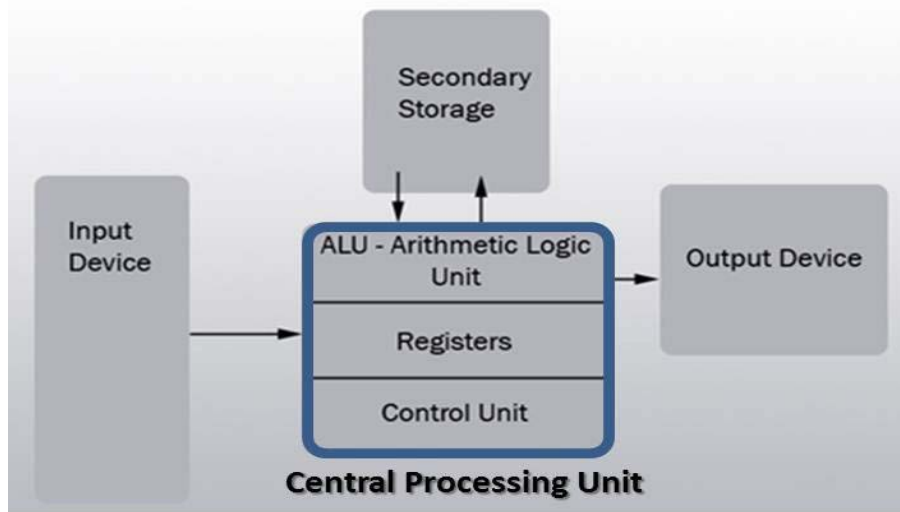 Secondary
Storage
Input
Device
ALU - Arithmetic Logic
Unit
Registers
Control Unit
Output Device
Central Processing Unit